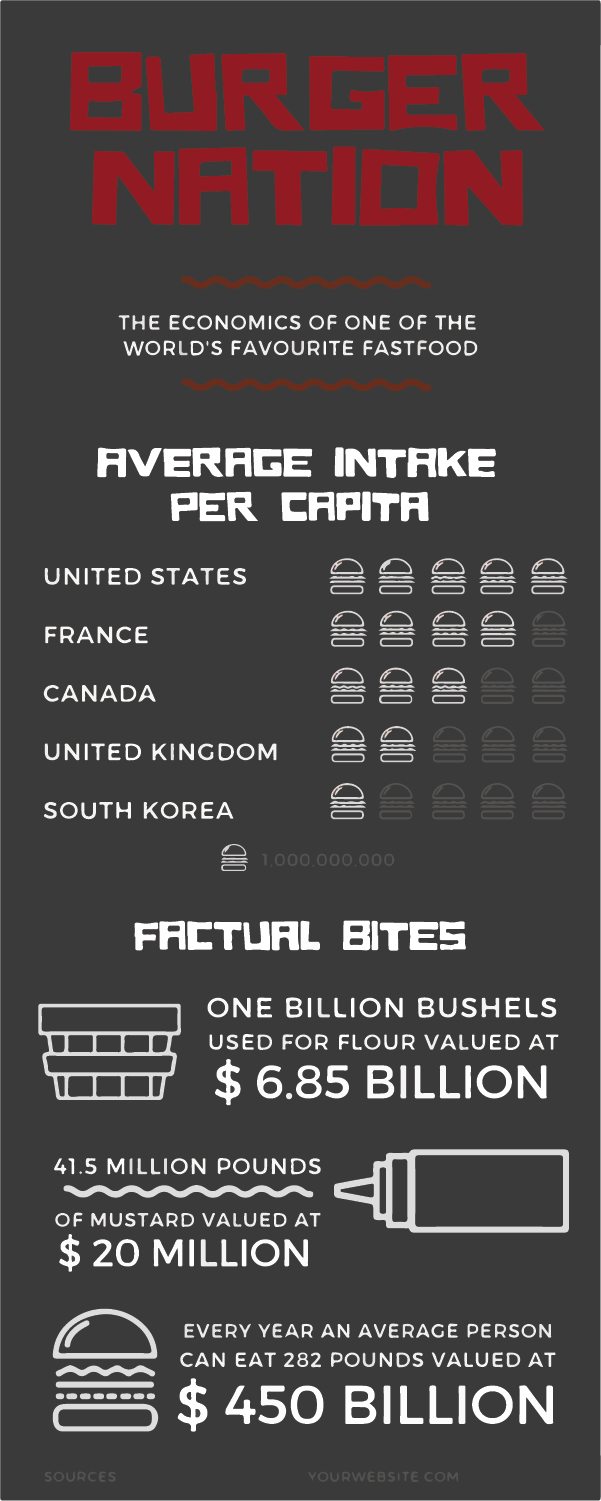 BURGER
NATION
THE ECONOMICS OF ONE OF THE
WORLD'S FAVOURITE FASTFOOD
AVERAGE INTAKE
PER CAPITA
UNITED STATES
FRANCE
CANADA
UNITED KINGDOM
SOUTH KOREA
1,000,000,000
FACTUAL BITES
ONE BILLION BUSHELS
USED FOR FLOUR VALUED AT
$ 6.85 BILLION
41.5 MILLION POUNDS
OF MUSTARD VALUED AT
$ 20 MILLION
EVERY YEAR AN AVERAGE PERSON
CAN EAT 282 POUNDS VALUED AT
$ 450 BILLION
SOURCES YOURWEBSITE.COM